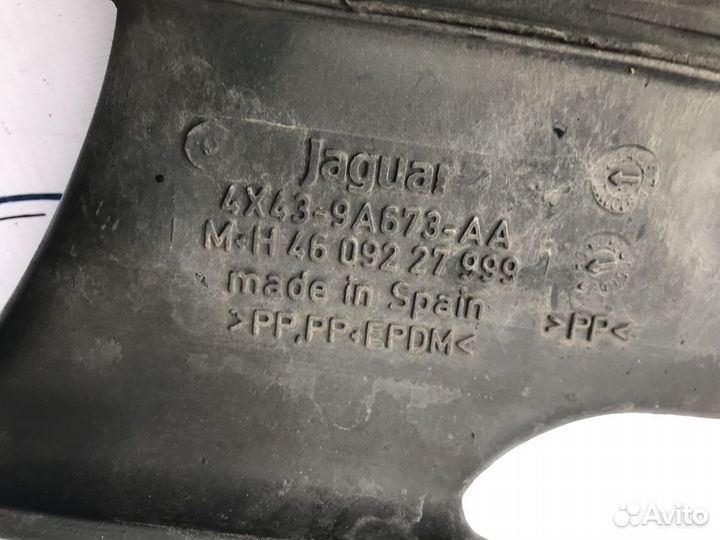 Jaguar
4X43-9A673-AA
M+H 46 092 27 999
made in Spain
>PP,PP+EPDM<
>PP<
Avito